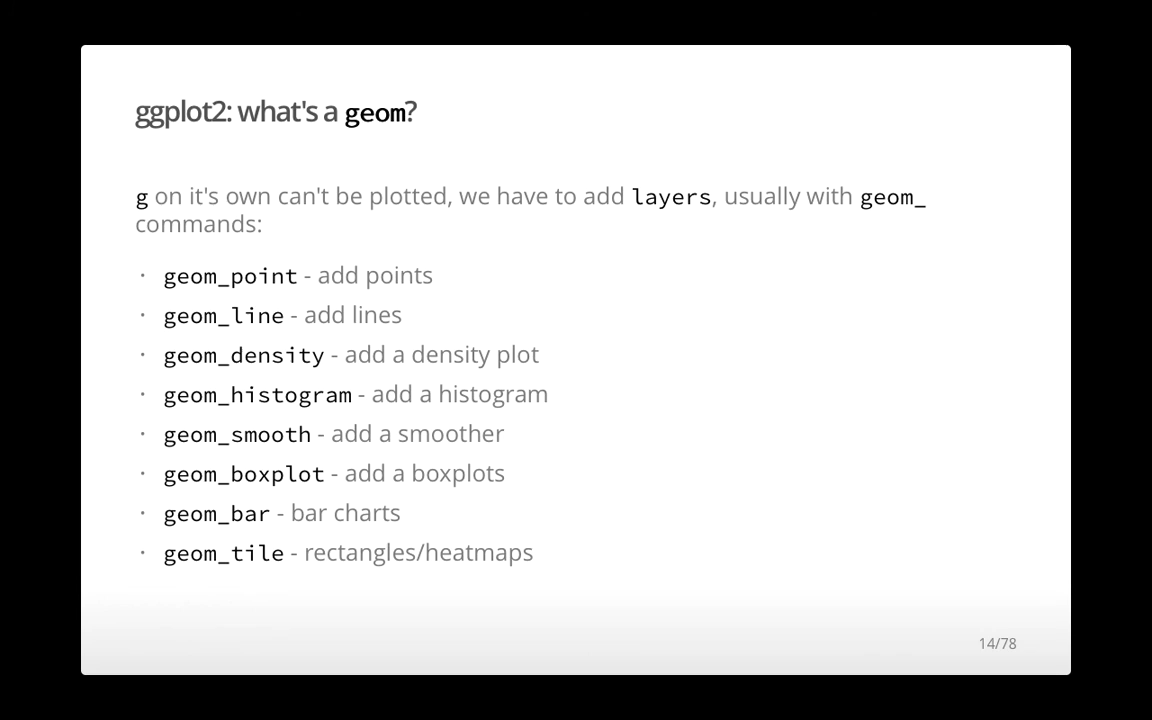 ggplot2: what's a geom?
g on it's own can't be plotted, we have to add layers, usually with geom_
commands:
· geom_point - add points
· geom_line - add lines
· geom_density - add a density plot
· geom_histogram - add a histogram
· geom_smooth - add a smoother
· geom_boxplot - add a boxplots
· geom_bar - bar charts
· geom_tile - rectangles/heatmaps
14/78